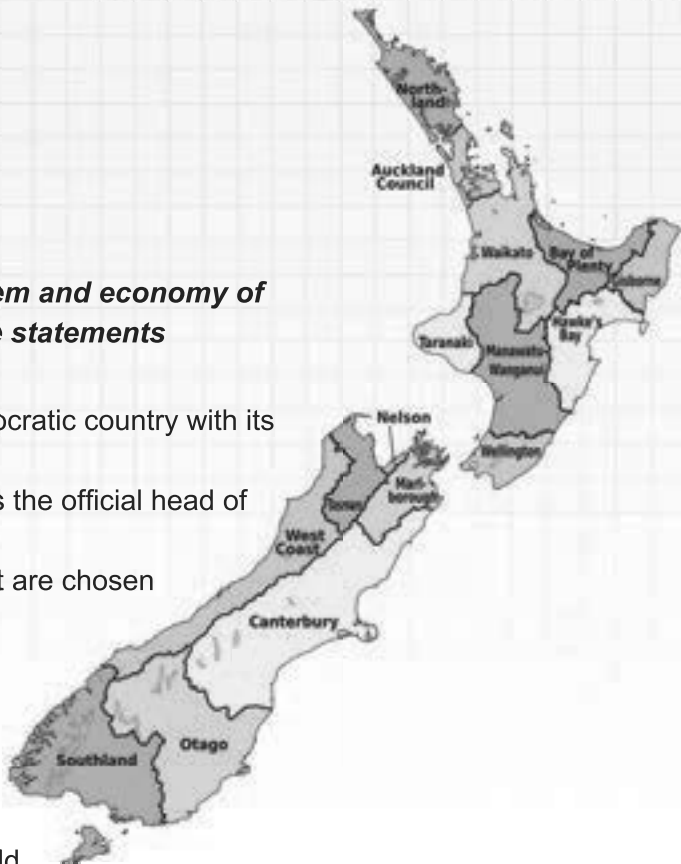 North-
land
Auckland
Council
Waikato
Bay of
Plenty
Gisborne
em and economy of
Hawke's
Bay
e statements
Taranaki
Manawatu-
Wanganui
ocratic country with its
Nelson
Wellington
Marl-
borough
s the official head of
Tasman
West
Coast
t are chosen
Canterbury
Otago
Southland
ld